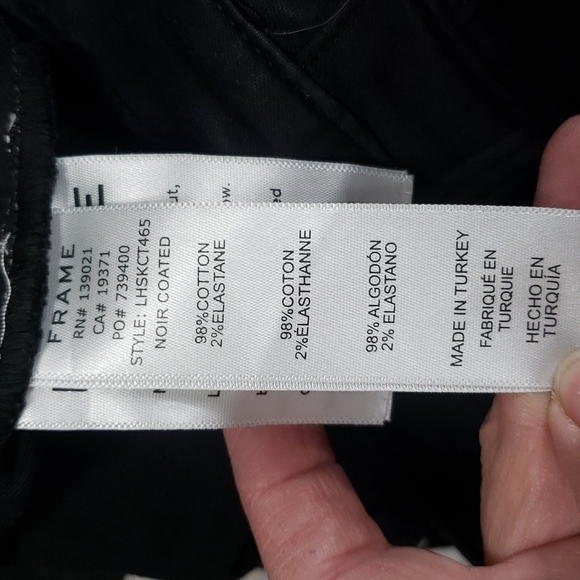 FRAME
RN# 139021
CA# 19371
PO# 739400
STYLE: LHSKCT465
NOIR COATED
98%COTTON
2%ELASTANE
98%COTON
2%ELASTHANNE
98% ALGODÓN
2% ELASTANO
MADE IN TURKEY
FABRIQUÉ EN
TURQUIE
HECHO EN
TURQUÍA